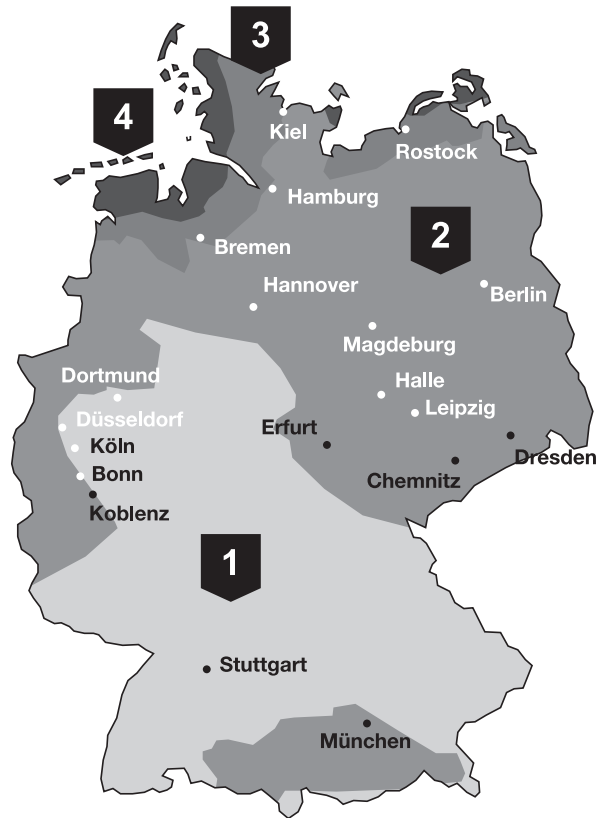 3
4
Kiel
Rostock
Hamburg
2
Bremen
Hannover
Berlin
Magdeburg
Dortmund
Halle
Düsseldorf
Leipzig
Erfurt
Köln
Dresden
Bonn
Chemnitz
Koblenz
1
Stuttgart
München